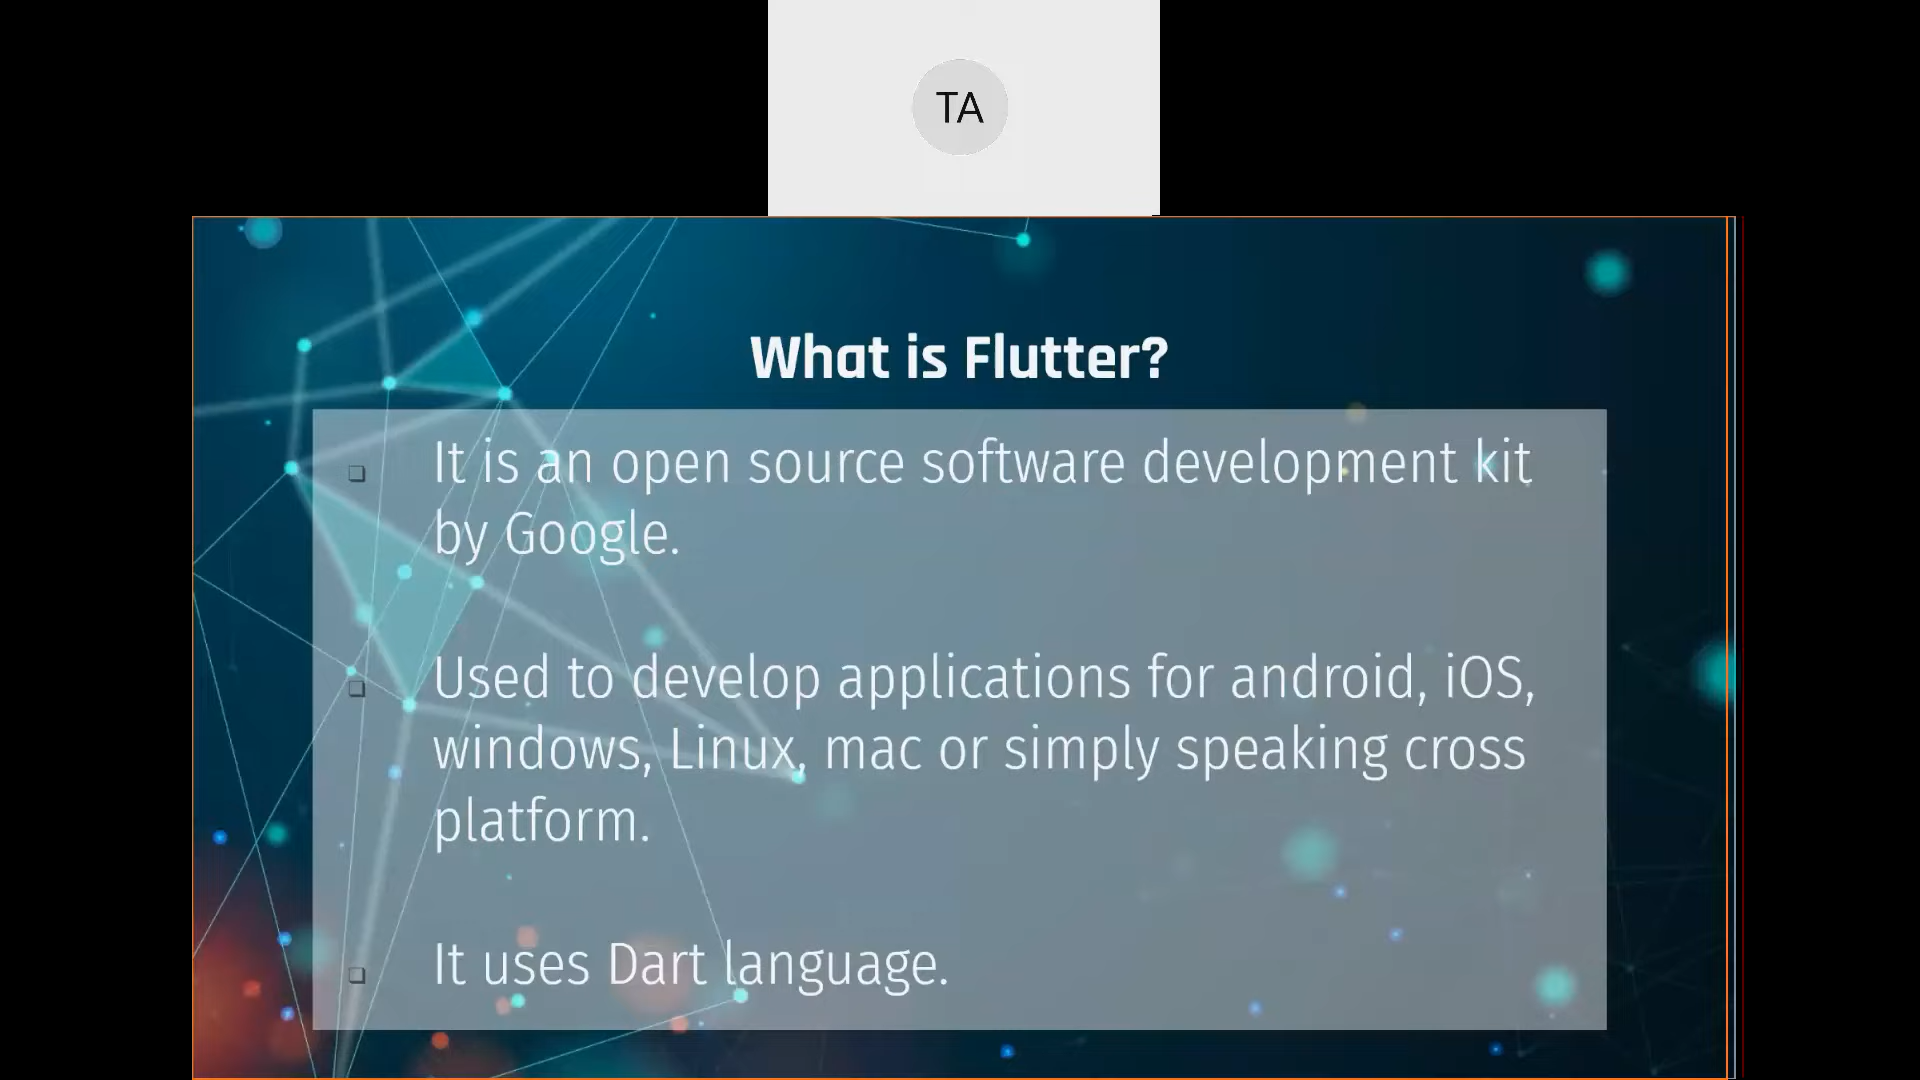 TA
What is Flutter?
It is an open source software development kit
by Google.
Used to develop applications for android, iOS,
windows, Linux, mac or simply speaking cross
platform.
It uses Dart language.